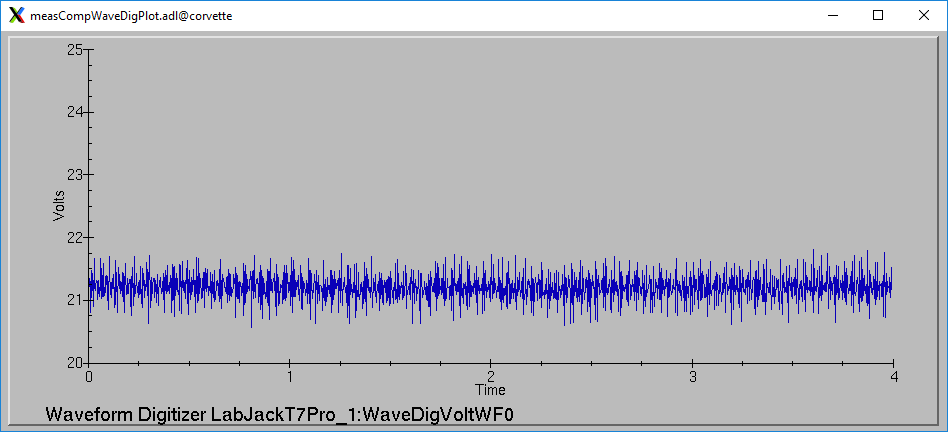 measCompWaveDigPlot.adl@corvette
25
24
23
22
21
20
Volts
0 1 2 3 4
Time
Waveform Digitizer LabJackT7Pro_1:WaveDigVoltWF0